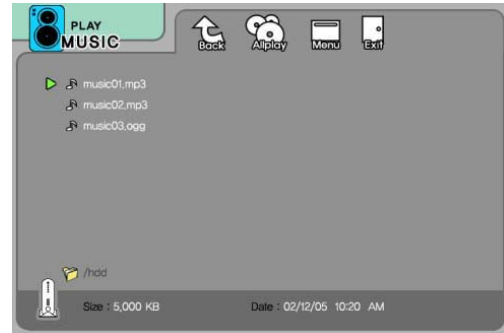 PLAY
MUSIC
Back
Allplay
Menu
Exit
music01.mp3
music02.mp3
music03.ogg
/hdd
Size : 5,000 KB
Date : 02/12/05 10:20 AM